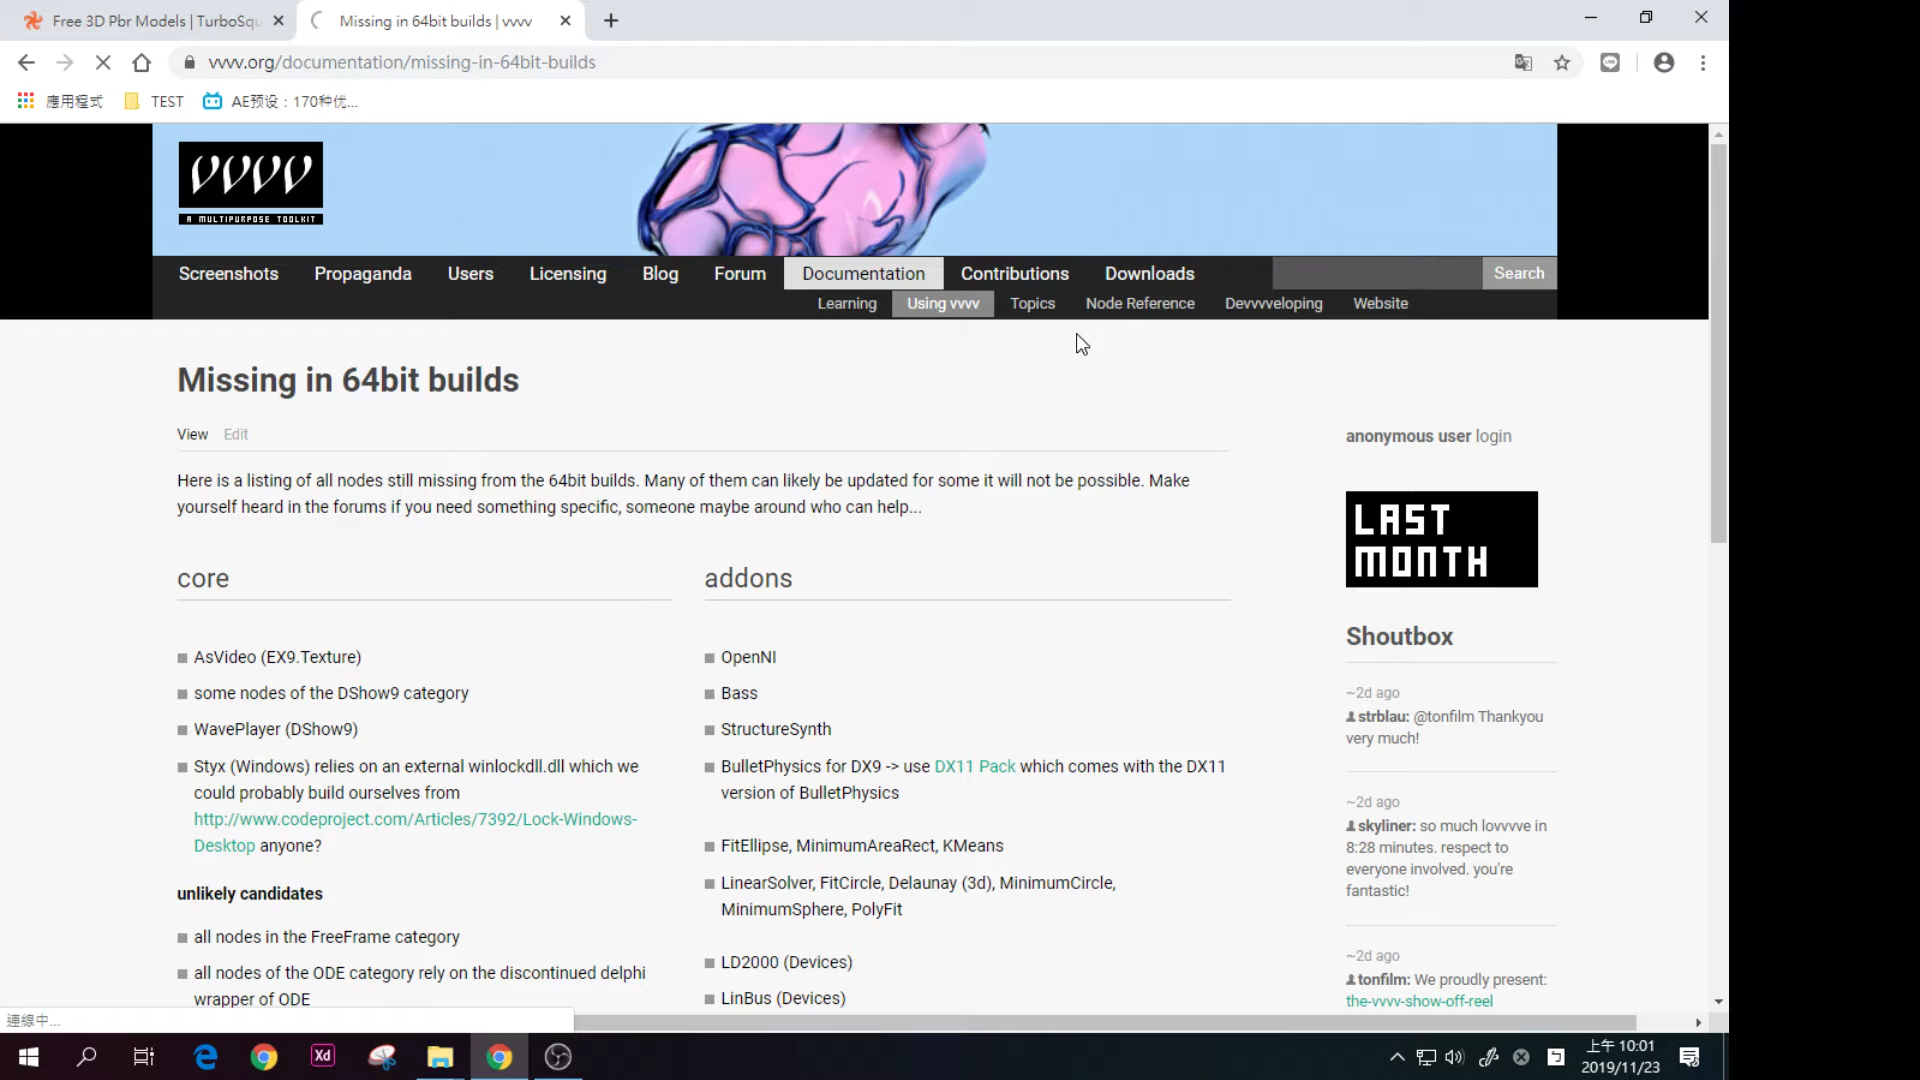 Free 3D Pbr Models | TurboSqu
Missing in 64bit builds | vvvv
vvvv.org/documentation/missing-in-64bit-builds
應用程式
TEST
AE预设：170种优...
vvvv
A MULTIPURPOSE TOOLKIT
Screenshots
Propaganda
Users
Licensing
Blog
Forum
Documentation
Contributions
Downloads
Search
Learning
Using vvvv
Topics
Node Reference
Devvvveloping
Website
Missing in 64bit builds
View
Edit
Here is a listing of all nodes still missing from the 64bit builds. Many of them can likely be updated for some it will not be possible. Make
yourself heard in the forums if you need something specific, someone maybe around who can help...
core
AsVideo (EX9.Texture)
some nodes of the DShow9 category
WavePlayer (DShow9)
Styx (Windows) relies on an external winlockdll.dll which we
could probably build ourselves from
http://www.codeproject.com/Articles/7392/Lock-Windows-
Desktop anyone?
unlikely candidates
all nodes in the FreeFrame category
all nodes of the ODE category rely on the discontinued delphi
wrapper of ODE
addons
OpenNI
Bass
StructureSynth
BulletPhysics for DX9 -> use DX11 Pack which comes with the DX11
version of BulletPhysics
FitEllipse, MinimumAreaRect, KMeans
LinearSolver, FitCircle, Delaunay (3d), MinimumCircle,
MinimumSphere, PolyFit
LD2000 (Devices)
LinBus (Devices)
anonymous user login
LAST
MONTH
Shoutbox
~2d ago
strblau: @tonfilm Thankyou
very much!
~2d ago
skyliner: so much lovvvve in
8:28 minutes. respect to
everyone involved. you're
fantastic!
~2d ago
tonfilm: We proudly present:
the-vvvv-show-off-reel
連線中...
Xd
上午 10:01
2019/11/23